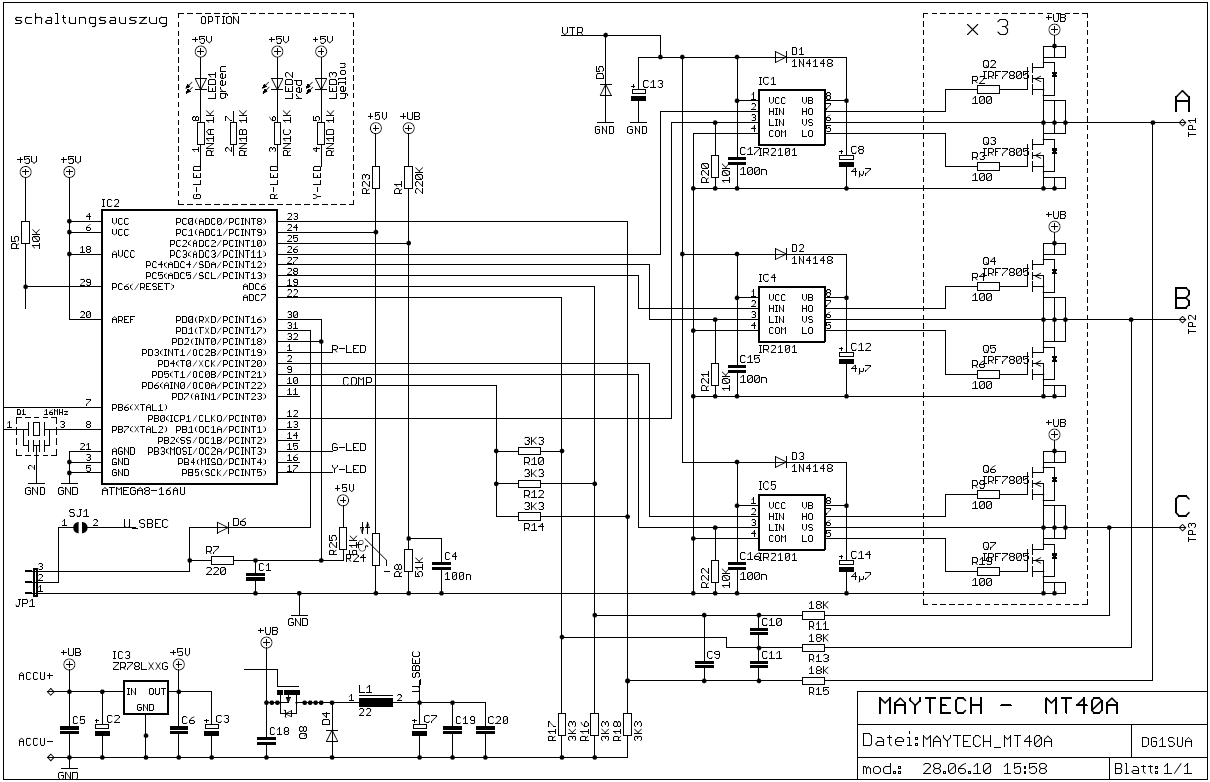 schaltungsauszug
OPTION
+5V
+5V
+5V
LED1
green
LED2
red
LED3
yellow
8
RN1A 1K
1
7
RN1B 1K
2
6
RN1C 1K
3
5
RN1D 1K
4
G-LED
R-LED
Y-LED
+5V
+UB
R23
R1
220K
+5V
+5V
R5
10K
IC2
4 VCC
6 VCC
18 AVCC
29 PC6(/RESET)
20 AREF
7 PB6(XTAL1)
8 PB7(XTAL2)
21 AGND
3 GND
5 GND
PC0(ADC0/PCINT8) 23
PC1(ADC1/PCINT9) 24
PC2(ADC2/PCINT10) 25
PC3(ADC3/PCINT11) 26
PC4(ADC4/SDA/PCINT12) 27
PC5(ADC5/SCL/PCINT13) 28
ADC6 19
ADC7 22
PD0(RXD/PCINT16) 30
PD1(TXD/PCINT17) 31
PD2(INT0/PCINT18) 32
PD3(INT1/OC2B/PCINT19) 1
R-LED
PD4(T0/XCK/PCINT20) 2
PD5(T1/OC0B/PCINT21) 9
PD6(AIN0/OC0A/PCINT22) 10
COMP
PD7(AIN1/PCINT23) 11
PB0(ICP1/CLKO/PCINT0) 12
PB1(OC1A/PCINT1) 13
PB2(SS/OC1B/PCINT2) 14
PB3(MOSI/OC2A/PCINT3) 15
G-LED
PB4(MISO/PCINT4) 16
PB5(SCK/PCINT5) 17
Y-LED
ATMEGA8-16AU
Q1 16MHz
1
3
2
GND
GND
VTR
D5
C13
GND
GND
D1
1N4148
IC1
1 VCC VB 8
2 HIN HO 7
3 LIN VS 6
4 COM LO 5
IR2101
R20
10K
C17
100n
C8
4µ7
x 3
+UB
Q2
IRF7805
R2
100
Q3
IRF7805
R3
100
A
TP1
D2
1N4148
IC4
1 VCC VB 8
2 HIN HO 7
3 LIN VS 6
4 COM LO 5
IR2101
R21
10K
C15
100n
C12
4µ7
+UB
Q4
IRF7805
R4
100
Q5
IRF7805
R6
100
B
TP2
D3
1N4148
IC5
1 VCC VB 8
2 HIN HO 7
3 LIN VS 6
4 COM LO 5
IR2101
R22
10K
C16
100n
C14
4µ7
+UB
Q6
IRF7805
R9
100
Q7
IRF7805
100
C
TP3
3K3
R10
3K3
R12
3K3
R14
SJ1
1
2
U_SBEC
D6
R7
220
C1
+5V
R25
51K
R24
R8
51K
C4
100n
3
2
1
JP1
GND
18K
R11
18K
R13
18K
R15
C10
C11
C9
R17
3K3
R16
3K3
R18
3K3
ACCU+
ACCU-
+UB
IC3
ZR78LXXG
IN OUT
GND
+5V
C5
C2
C6
C3
GND
+UB
C18
Q8
D4
L1
1
2
22
U_SBEC
C7
C19
C20
MAYTECH - MT40A
Datei: MAYTECH_MT40A
DG1SUA
mod.: 28.06.10 15:58
Blatt: 1/1